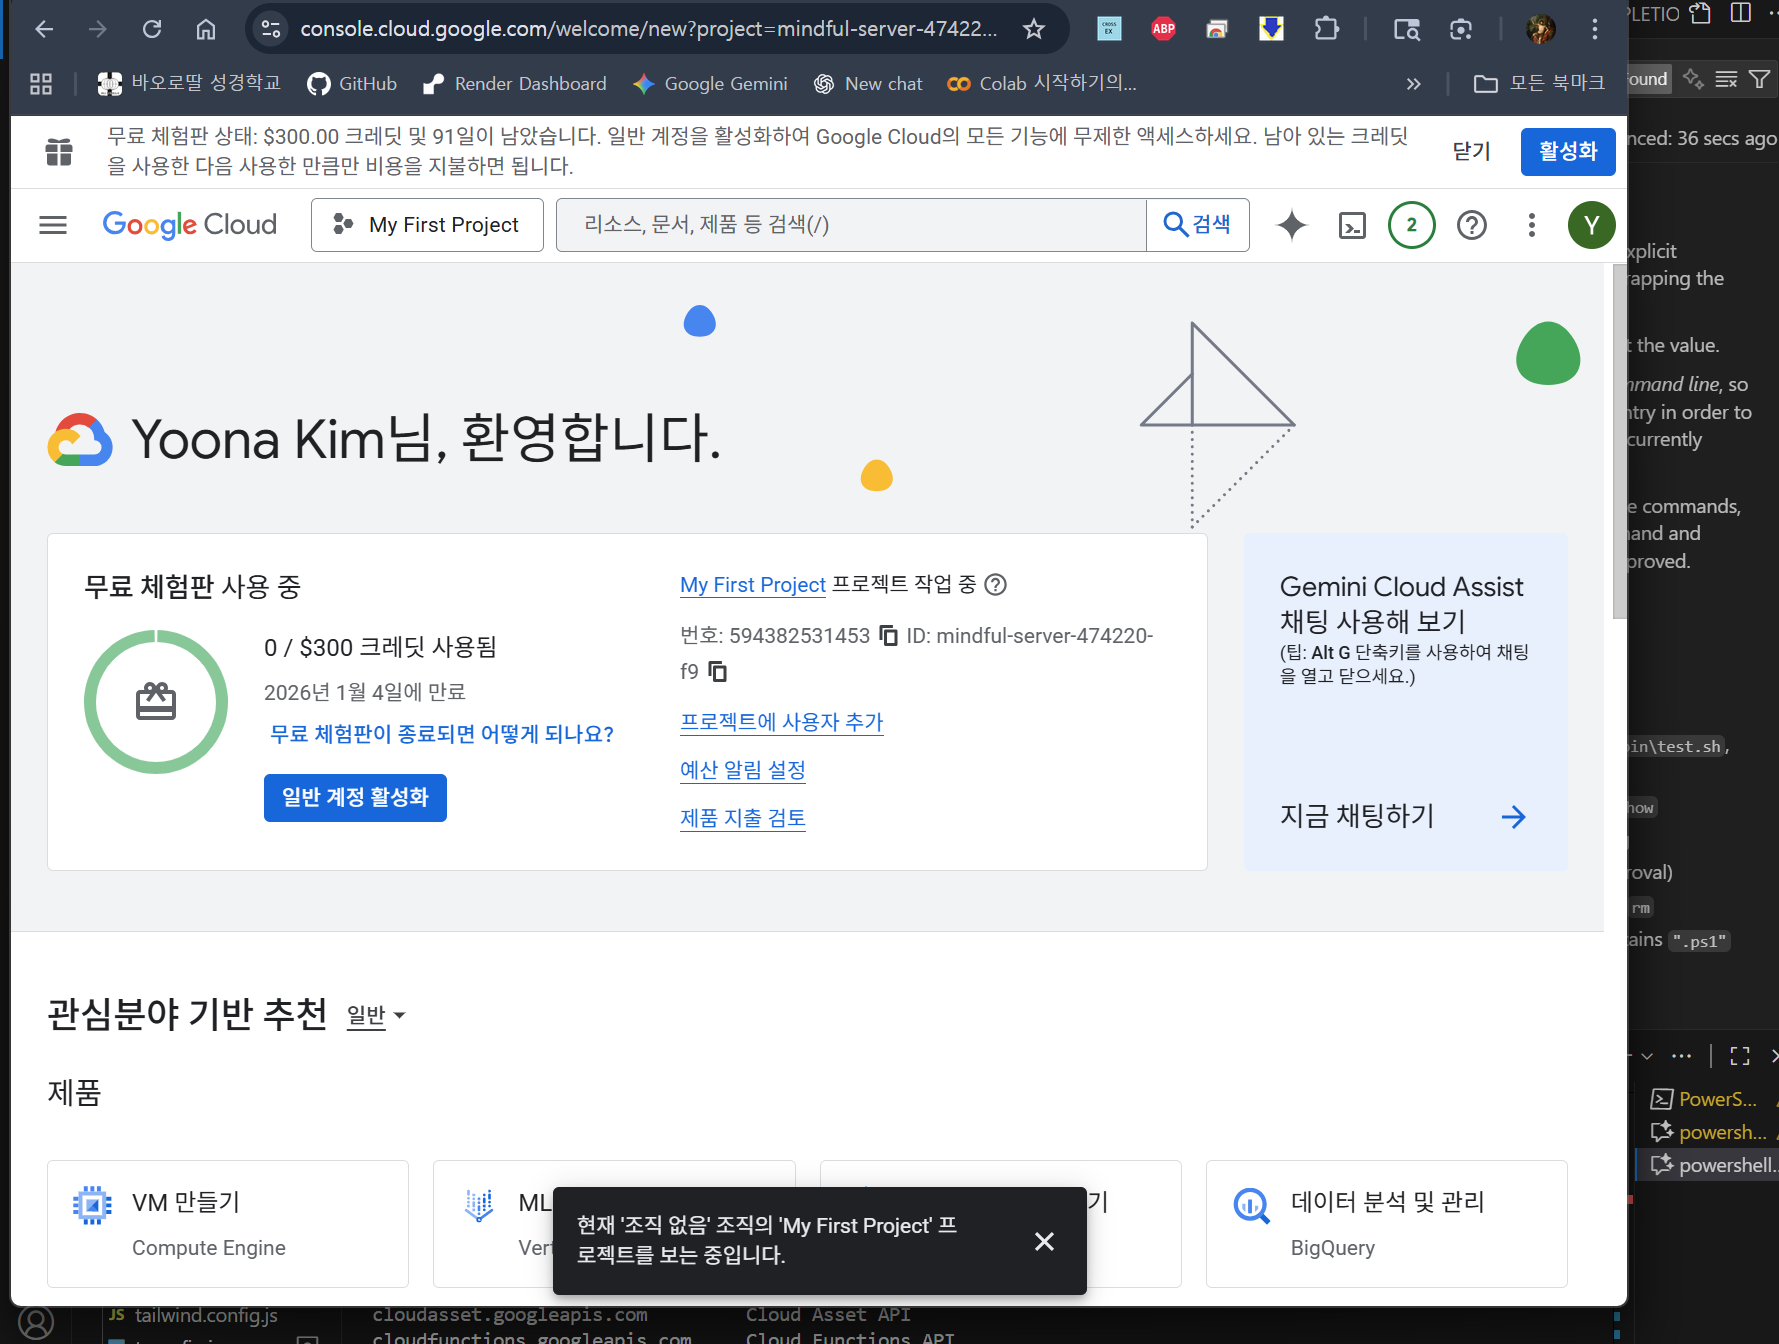 console.cloud.google.com/welcome/new?project=mindful-server-47422...
CROSS
EX
ABP
바오로딸 성경학교
GitHub
Render Dashboard
Google Gemini
New chat
Colab 시작하기의...
모든 북마크
무료 체험판 상태: $300.00 크레딧 및 91일이 남았습니다. 일반 계정을 활성화하여 Google Cloud의 모든 기능에 무제한 액세스하세요. 남아 있는 크레딧
을 사용한 다음 사용한 만큼만 비용을 지불하면 됩니다.
닫기
활성화
Google Cloud
My First Project
리소스, 문서, 제품 등 검색(/)
검색
2
Y
Yoona Kim님, 환영합니다.
무료 체험판 사용 중
0 / $300 크레딧 사용됨
2026년 1월 4일에 만료
무료 체험판이 종료되면 어떻게 되나요?
일반 계정 활성화
My First Project 프로젝트 작업 중
번호: 594382531453 ID: mindful-server-474220-
f9
프로젝트에 사용자 추가
예산 알림 설정
제품 지출 검토
Gemini Cloud Assist
채팅 사용해 보기
(팁: Alt G 단축키를 사용하여 채팅
을 열고 닫으세요.)
지금 채팅하기
관심분야 기반 추천 일반
제품
VM 만들기
Compute Engine
ML
Vert
기
데이터 분석 및 관리
BigQuery
현재 '조직 없음' 조직의 'My First Project' 프
로젝트를 보는 중입니다.
PLETIO
ound
nced: 36 secs ago
xplicit
rapping the
t the value.
mmand line, so
ntry in order to
currently
e commands,
nand and
proved.
bin\test.sh,
how
roval)
rm
ains ".ps1"
PowerS...
powersh...
powershell...
JS tailwind.config.js
cloudasset.googleapis.com Cloud Asset API
cloudfunctions.googleapis.com Cloud Functions API